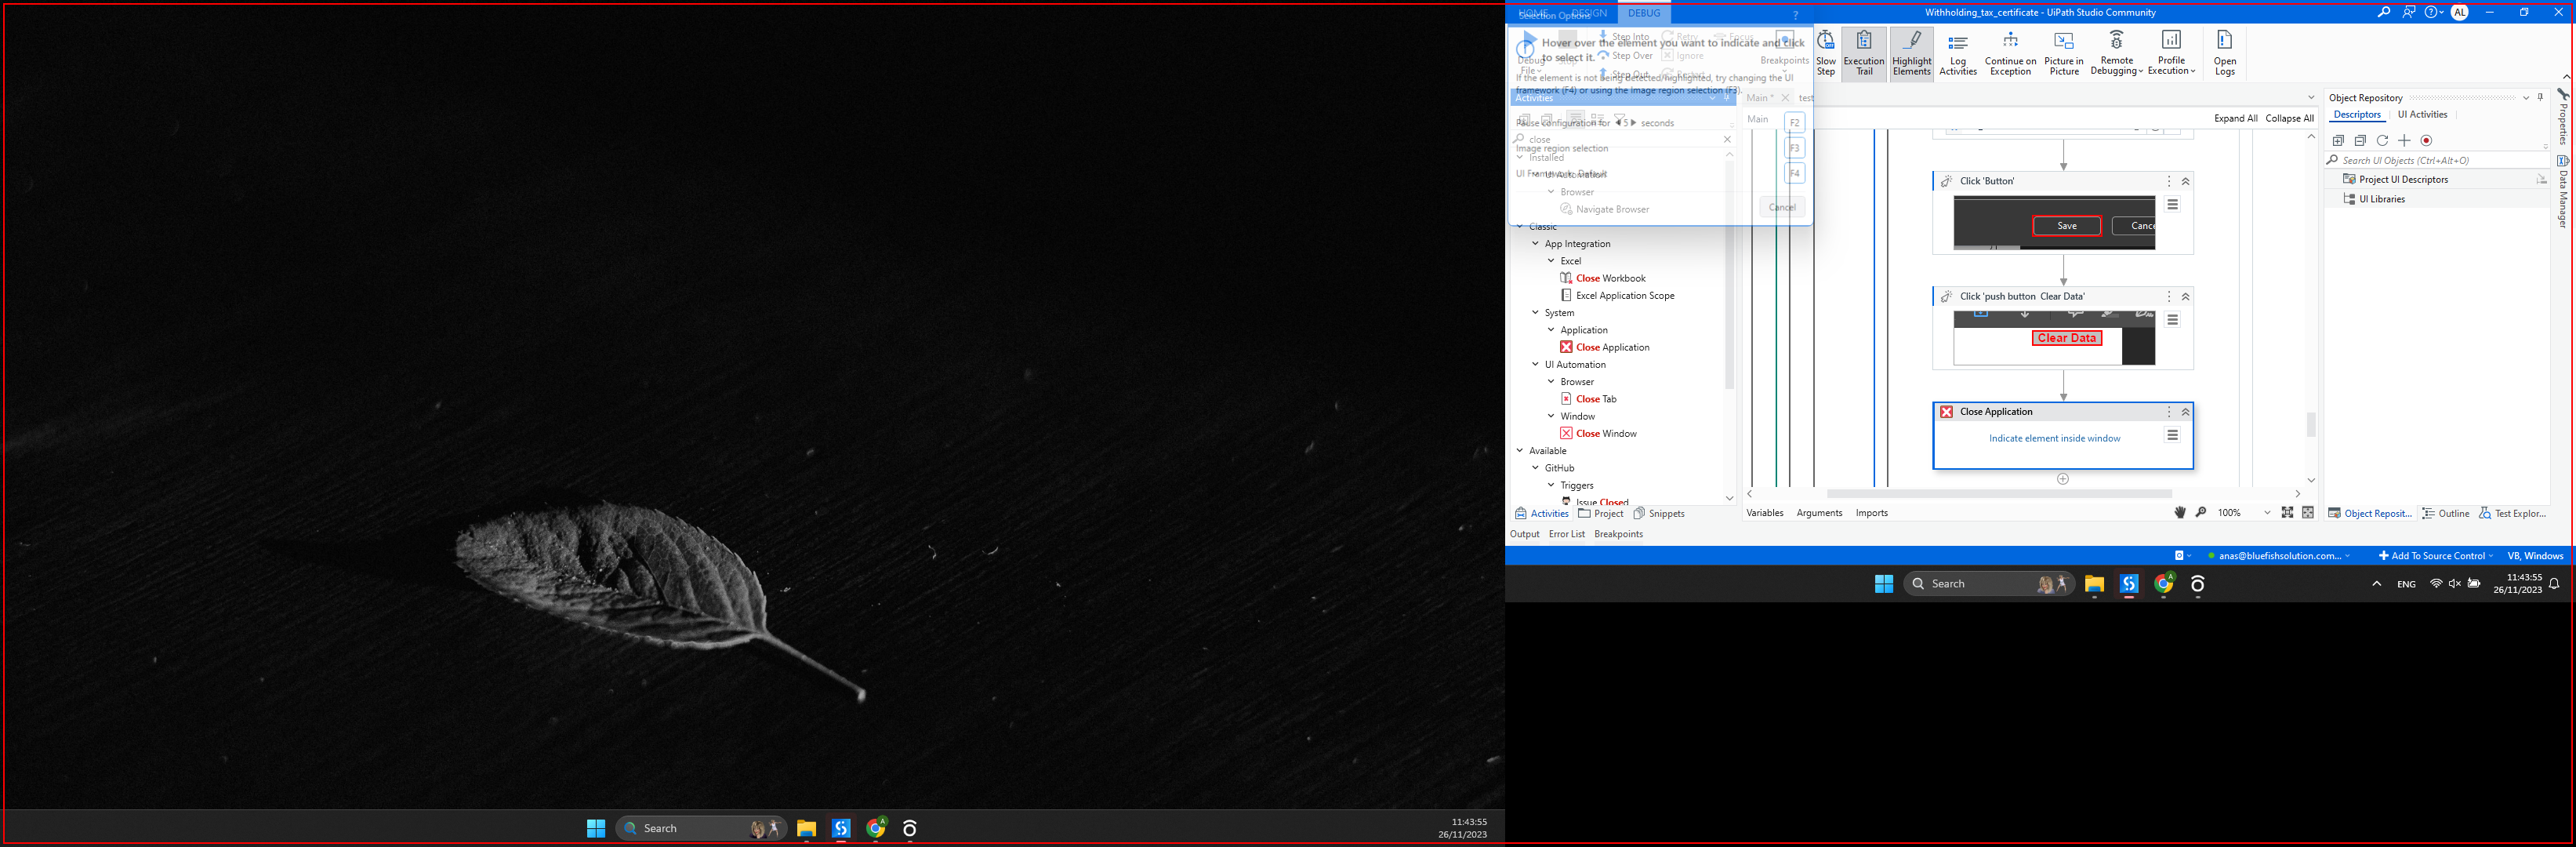 Withholding_tax_certificate - UiPath Studio Community
AL
HOME DESIGN DEBUG
Selection Options
?
Hover over the element you want to indicate and click to select it.
If the element is not being detected/highlighted, try changing the UI framework (F4) or using the Image region selection (F3).
Pause configuration for 5 seconds
F2
Image region selection
F3
UI Framework: Default
F4
Cancel
Debug File
Step Into
Step Over
Step Out
Retry
Ignore
Focus
Breakpoints
Slow Step
Execution Trail
Highlight Elements
Log Activities
Continue on Exception
Picture in Picture
Remote Debugging
Profile Execution
Open Logs
Activities
close
Installed
UI Automation
Browser
Navigate Browser
Classic
App Integration
Excel
Close Workbook
Excel Application Scope
System
Application
Close Application
UI Automation
Browser
Close Tab
Window
Close Window
Available
GitHub
Triggers
Issue Closed
Activities Project Snippets
Output Error List Breakpoints
Main * test
Main
Expand All Collapse All
Click 'Button'
Save
Click 'push button Clear Data'
Clear Data
Close Application
Indicate element inside window
Variables Arguments Imports
100%
Object Repository
Descriptors UI Activities
Search UI Objects (Ctrl+Alt+O)
Project UI Descriptors
UI Libraries
Object Reposit... Outline Test Explor...
Properties
Data Manager
anas@bluefishsolution.com...
Add To Source Control
VB, Windows
Search
ENG
11:43:55
26/11/2023
Search
11:43:55
26/11/2023